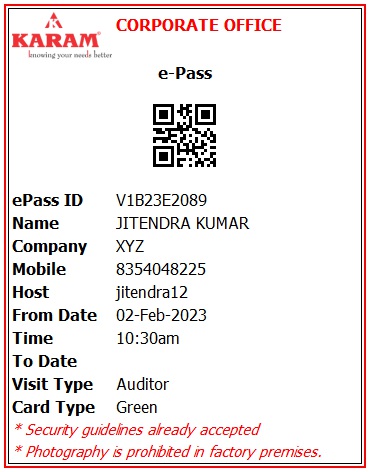 CORPORATE OFFICE
KARAM®
knowing your needs better
e-Pass
ePass ID V1B23E2089
Name JITENDRA KUMAR
Company XYZ
Mobile 8354048225
Host jitendra12
From Date 02-Feb-2023
Time 10:30am
To Date
Visit Type Auditor
Card Type Green
* Security guidelines already accepted
* Photography is prohibited in factory premises.